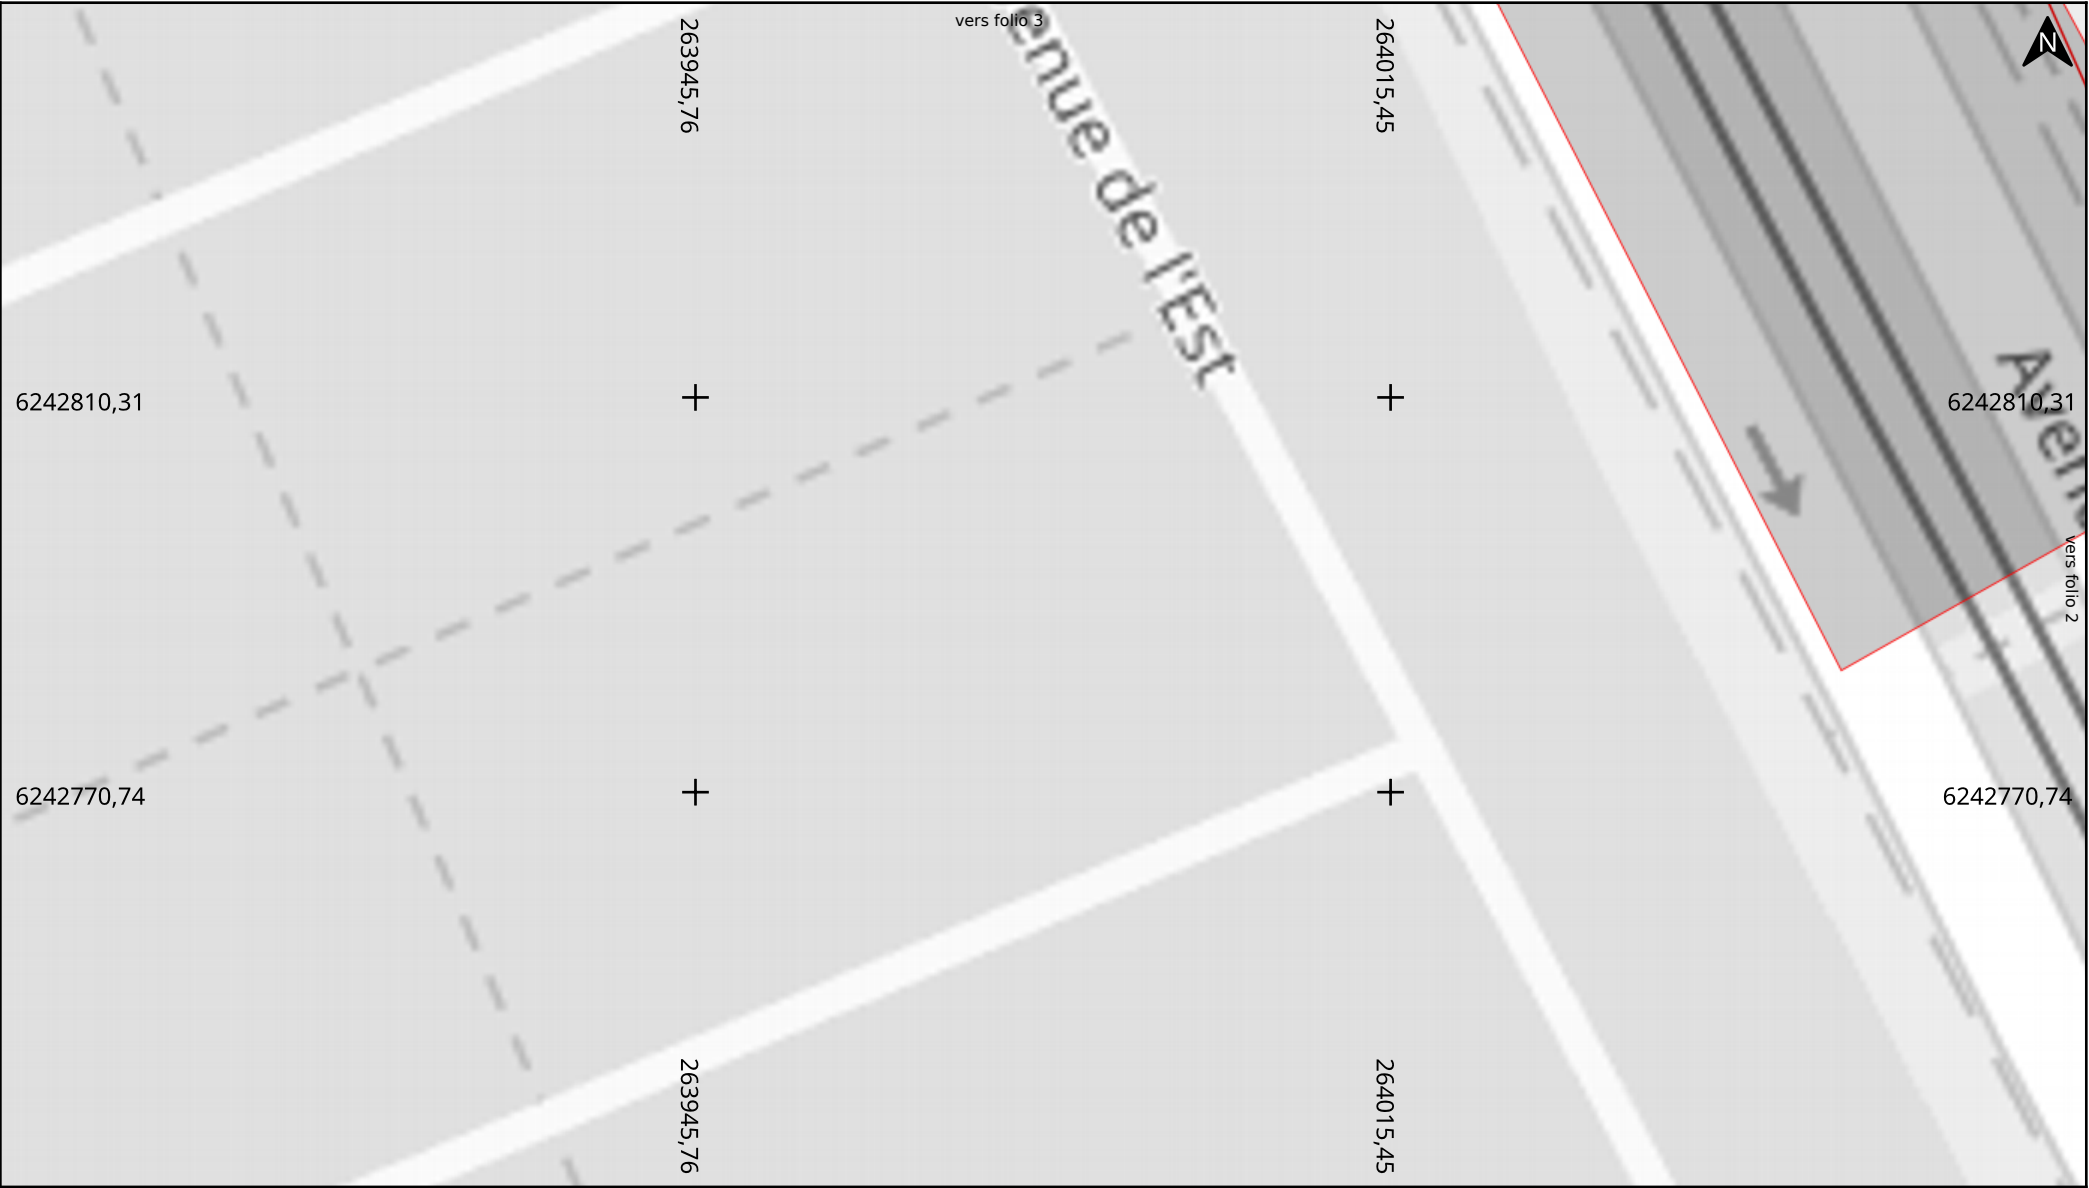 vers folio 3
N
263945,76
264015,45
enue de l'Est
6242810,31
6242810,31
Aven
vers folio 2
6242770,74
6242770,74
263945,76
264015,45